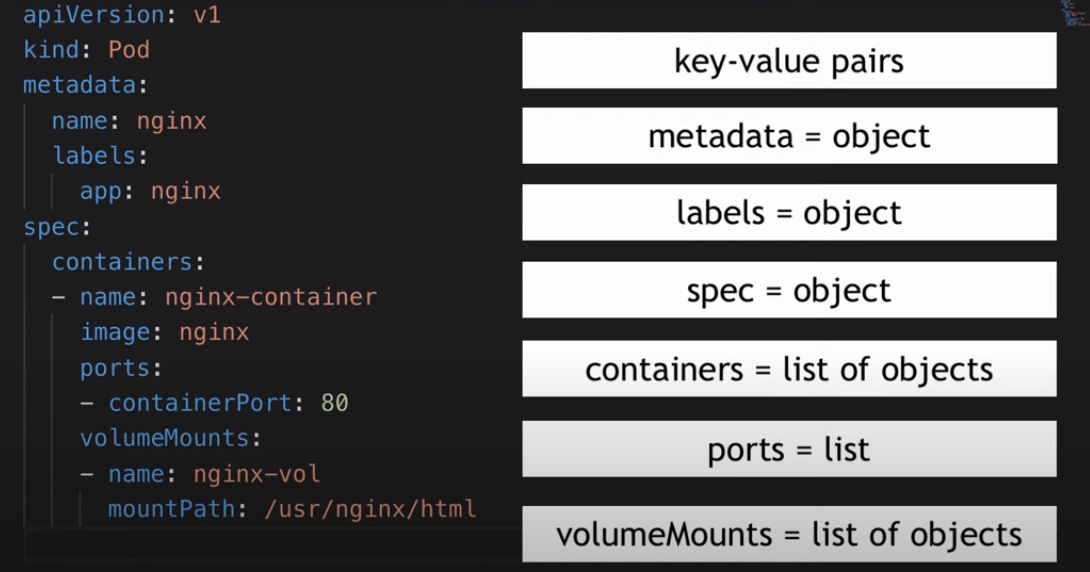 apiVersion: v1
kind: Pod
metadata:
  name: nginx
  labels:
    app: nginx
spec:
  containers:
  - name: nginx-container
    image: nginx
    ports:
    - containerPort: 80
    volumeMounts:
    - name: nginx-vol
      mountPath: /usr/nginx/html
key-value pairs
metadata = object
labels = object
spec = object
containers = list of objects
ports = list
volumeMounts = list of objects